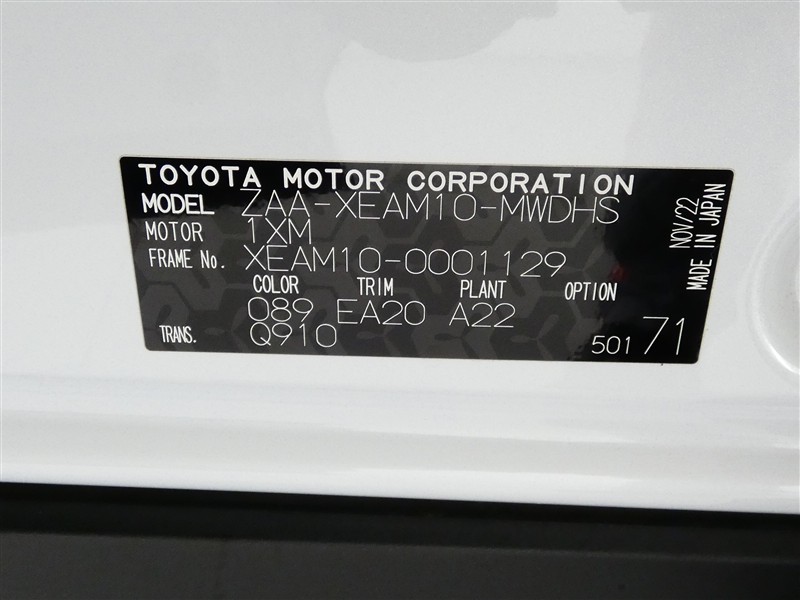 TOYOTA MOTOR CORPORATION
MODEL ZAA-XEAM10-MWDHS
MOTOR 1XM
FRAME No. XEAM10-0001129
COLOR TRIM PLANT OPTION
089 EA20 A22
TRANS. Q910
501 71
NOV/22
MADE IN JAPAN